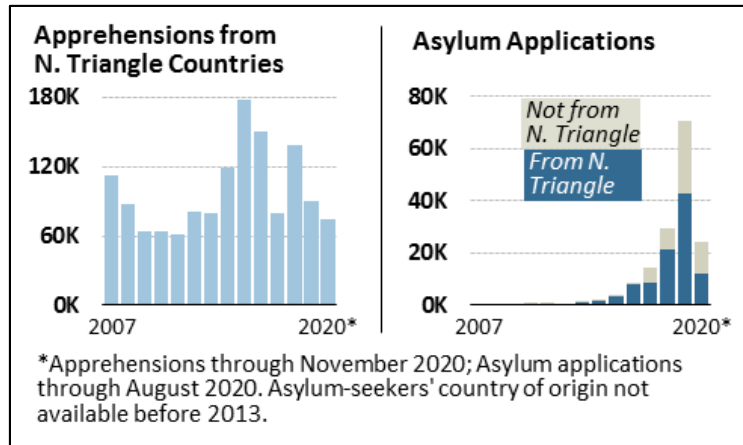 Apprehensions from
N. Triangle Countries
180K
120K
60K
0K
2007
2020*
Asylum Applications
80K
60K
40K
20K
0K
Not from
N. Triangle
From N.
Triangle
2007
2020*
*Apprehensions through November 2020; Asylum applications
through August 2020. Asylum-seekers' country of origin not
available before 2013.